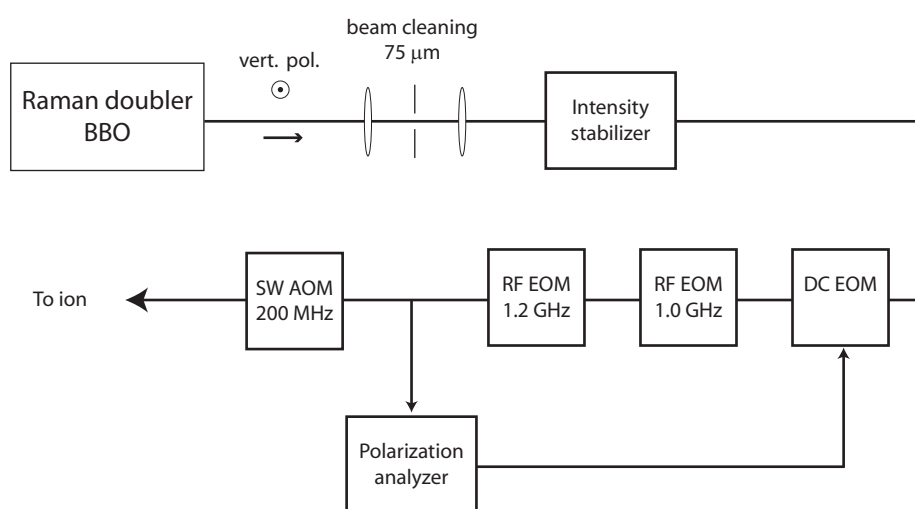 beam cleaning
75 μm
vert. pol.
Raman doubler
BBO
Intensity
stabilizer
To ion
SW AOM
200 MHz
RF EOM
1.2 GHz
RF EOM
1.0 GHz
DC EOM
Polarization
analyzer